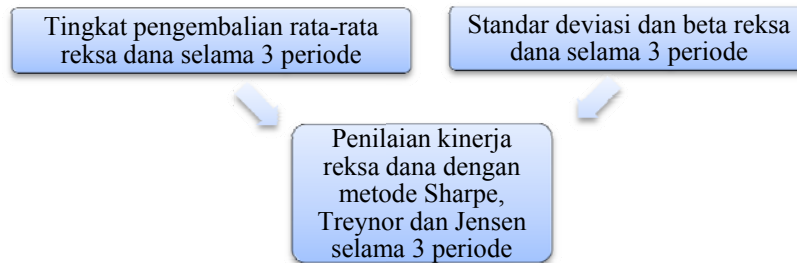 Tingkat pengembalian rata-rata
reksa dana selama 3 periode
Standar deviasi dan beta reksa
dana selama 3 periode
Penilaian kinerja
reksa dana dengan
metode Sharpe,
Treynor dan Jensen
selama 3 periode